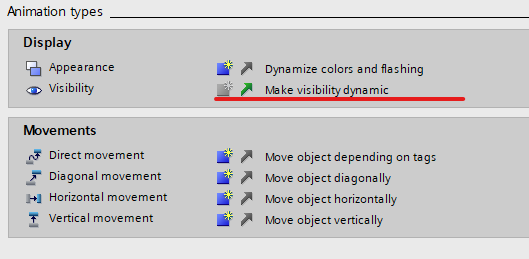 Animation types
Display
Appearance Dynamize colors and flashing
Visibility Make visibility dynamic
Movements
Direct movement Move object depending on tags
Diagonal movement Move object diagonally
Horizontal movement Move object horizontally
Vertical movement Move object vertically